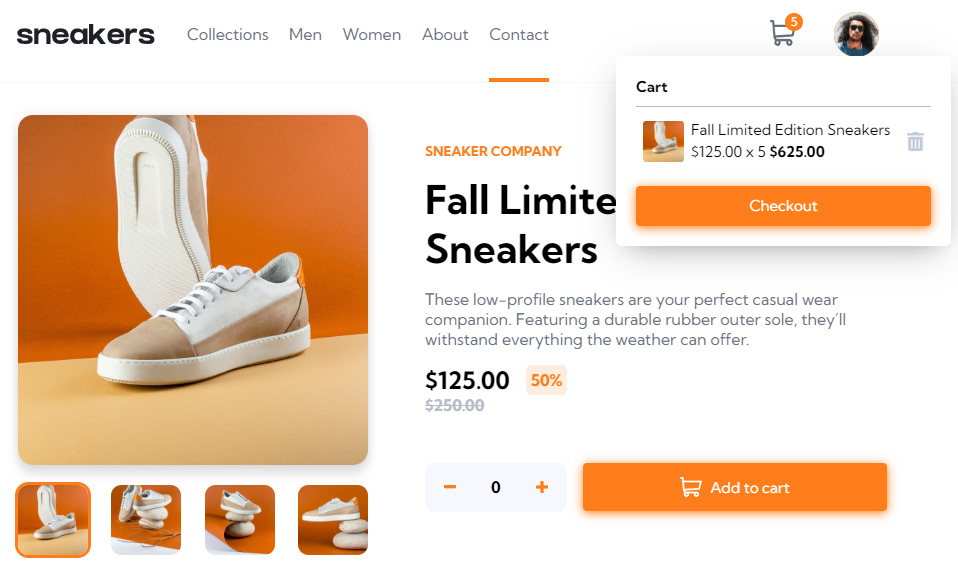 sneakers
Collections Men Women About Contact
5
Cart
Fall Limited Edition Sneakers
$125.00 x 5 $625.00
Checkout
SNEAKER COMPANY
Fall Limite
Sneakers
These low-profile sneakers are your perfect casual wear
companion. Featuring a durable rubber outer sole, they’ll
withstand everything the weather can offer.
$125.00 50%
$250.00
− 0 +
Add to cart